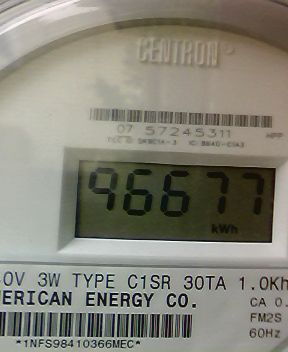 CENTRON
07 57245311
96677
kWh
0V 3W TYPE C1SR 30TA 1.0Kh
ERICAN ENERGY CO.
CA 0.
FM2S
60Hz
*1NFS98410366MEC*